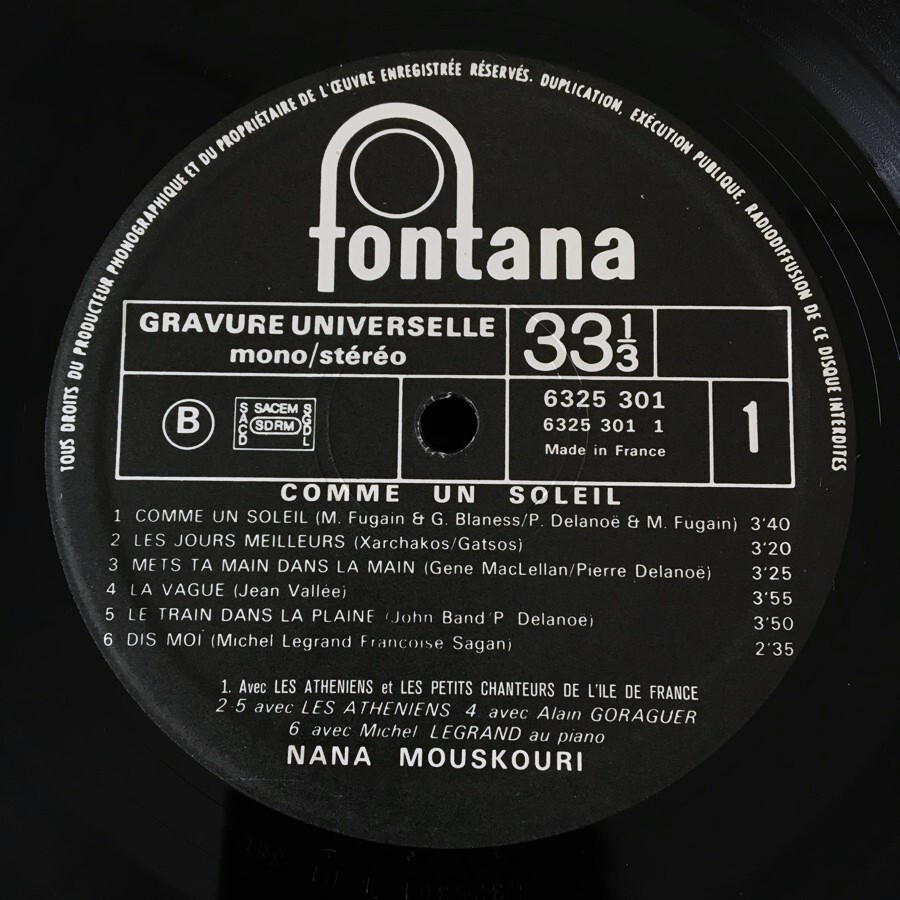 TOUS DROITS DU PRODUCTEUR PHONOGRAPHIQUE ET DU PROPRIÉTAIRE DE L'ŒUVRE ENREGISTRÉE RÉSERVÉS. DUPLICATION, EXÉCUTION PUBLIQUE, RADIODIFFUSION DE CE DISQUE INTERDITES
fontana
GRAVURE UNIVERSELLE
mono/stéréo
33 1/3
B
SACEM
SACD SDRM SGDL
6325 301
6325 301 1
Made in France
1
COMME UN SOLEIL
1 COMME UN SOLEIL (M. Fugain & G. Blaness/P. Delanoë & M. Fugain) 3'40
2 LES JOURS MEILLEURS (Xarchakos/Gatsos) 3'20
3 METS TA MAIN DANS LA MAIN (Gene MacLellan/Pierre Delanoë) 3'25
4 LA VAGUE (Jean Vallée) 3'55
5 LE TRAIN DANS LA PLAINE (John Band/P. Delanoë) 3'50
6 DIS MOI (Michel Legrand Francoise Sagan) 2'35
1. Avec LES ATHENIENS et LES PETITS CHANTEURS DE L'ILE DE FRANCE
2-5 avec LES ATHENIENS 4. avec Alain GORAGUER
6 avec Michel LEGRAND au piano
NANA MOUSKOURI